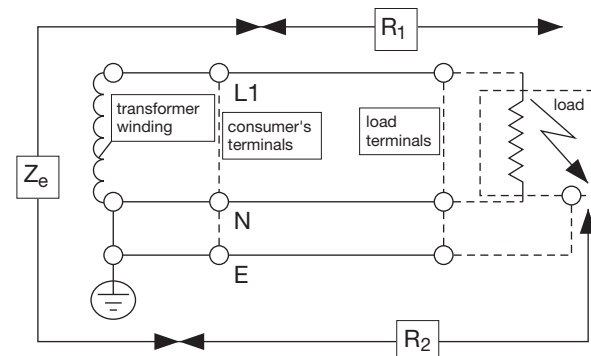 R1
L1
transformer
winding
consumer's
terminals
load
terminals
load
Ze
N
E
R2